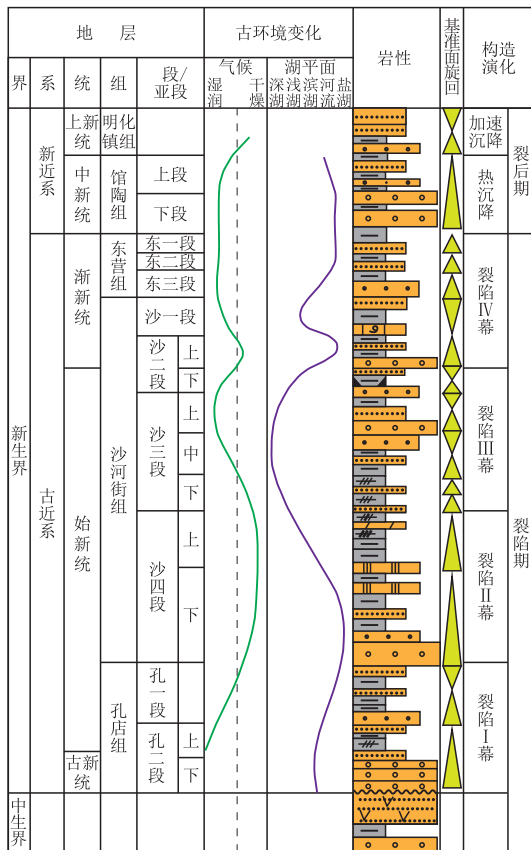 地 层
古环境变化
岩性
基准面旋回
构造演化
界
系
统
组
段/亚段
气候
湿润
干燥
湖平面
深湖
浅湖
滨湖
河流
盐湖
新生界
中生界
新近系
古近系
上新统
中新统
渐新统
始新统
古新统
明化镇组
馆陶组
东营组
沙河街组
孔店组
上段
下段
东一段
东二段
东三段
沙一段
沙二段
上
下
沙三段
上
中
下
沙四段
上
下
孔一段
孔二段
上
下
加速沉降
热沉降
裂陷Ⅳ幕
裂陷Ⅲ幕
裂陷Ⅱ幕
裂陷Ⅰ幕
裂后期
裂陷期